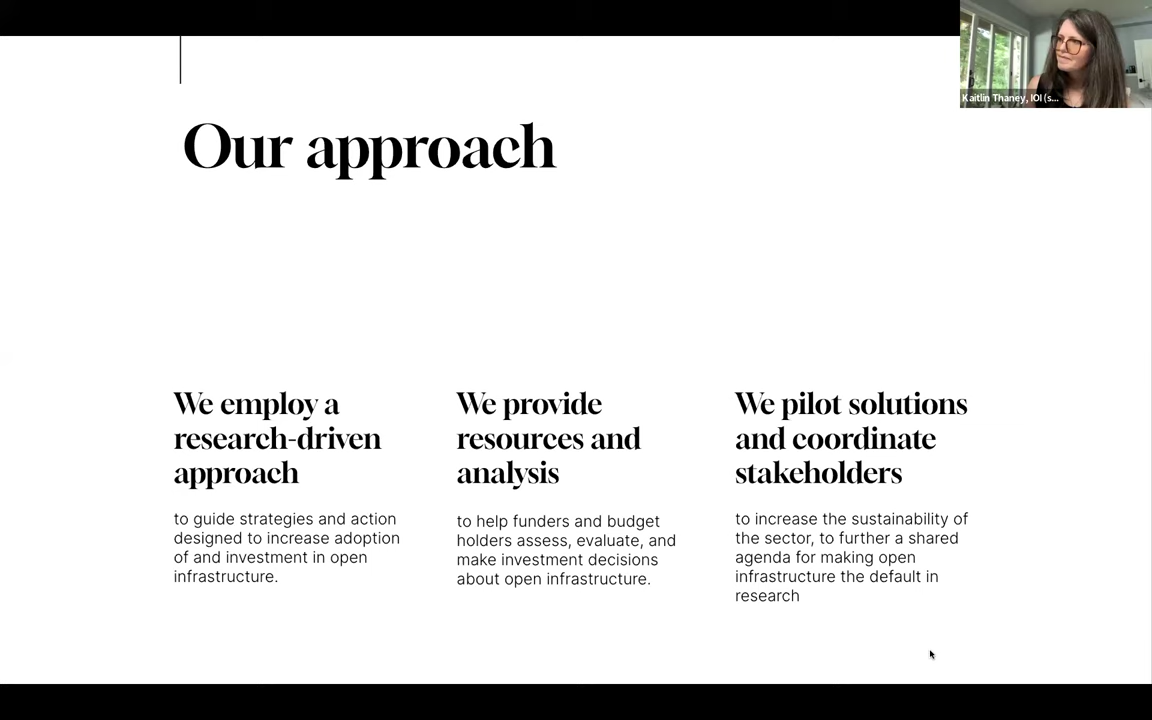 Kaitlin Thaney, IOI (s...
Our approach
We employ a
research-driven
approach
to guide strategies and action
designed to increase adoption
of and investment in open
infrastructure.
We provide
resources and
analysis
to help funders and budget
holders assess, evaluate, and
make investment decisions
about open infrastructure.
We pilot solutions
and coordinate
stakeholders
to increase the sustainability of
the sector, to further a shared
agenda for making open
infrastructure the default in
research